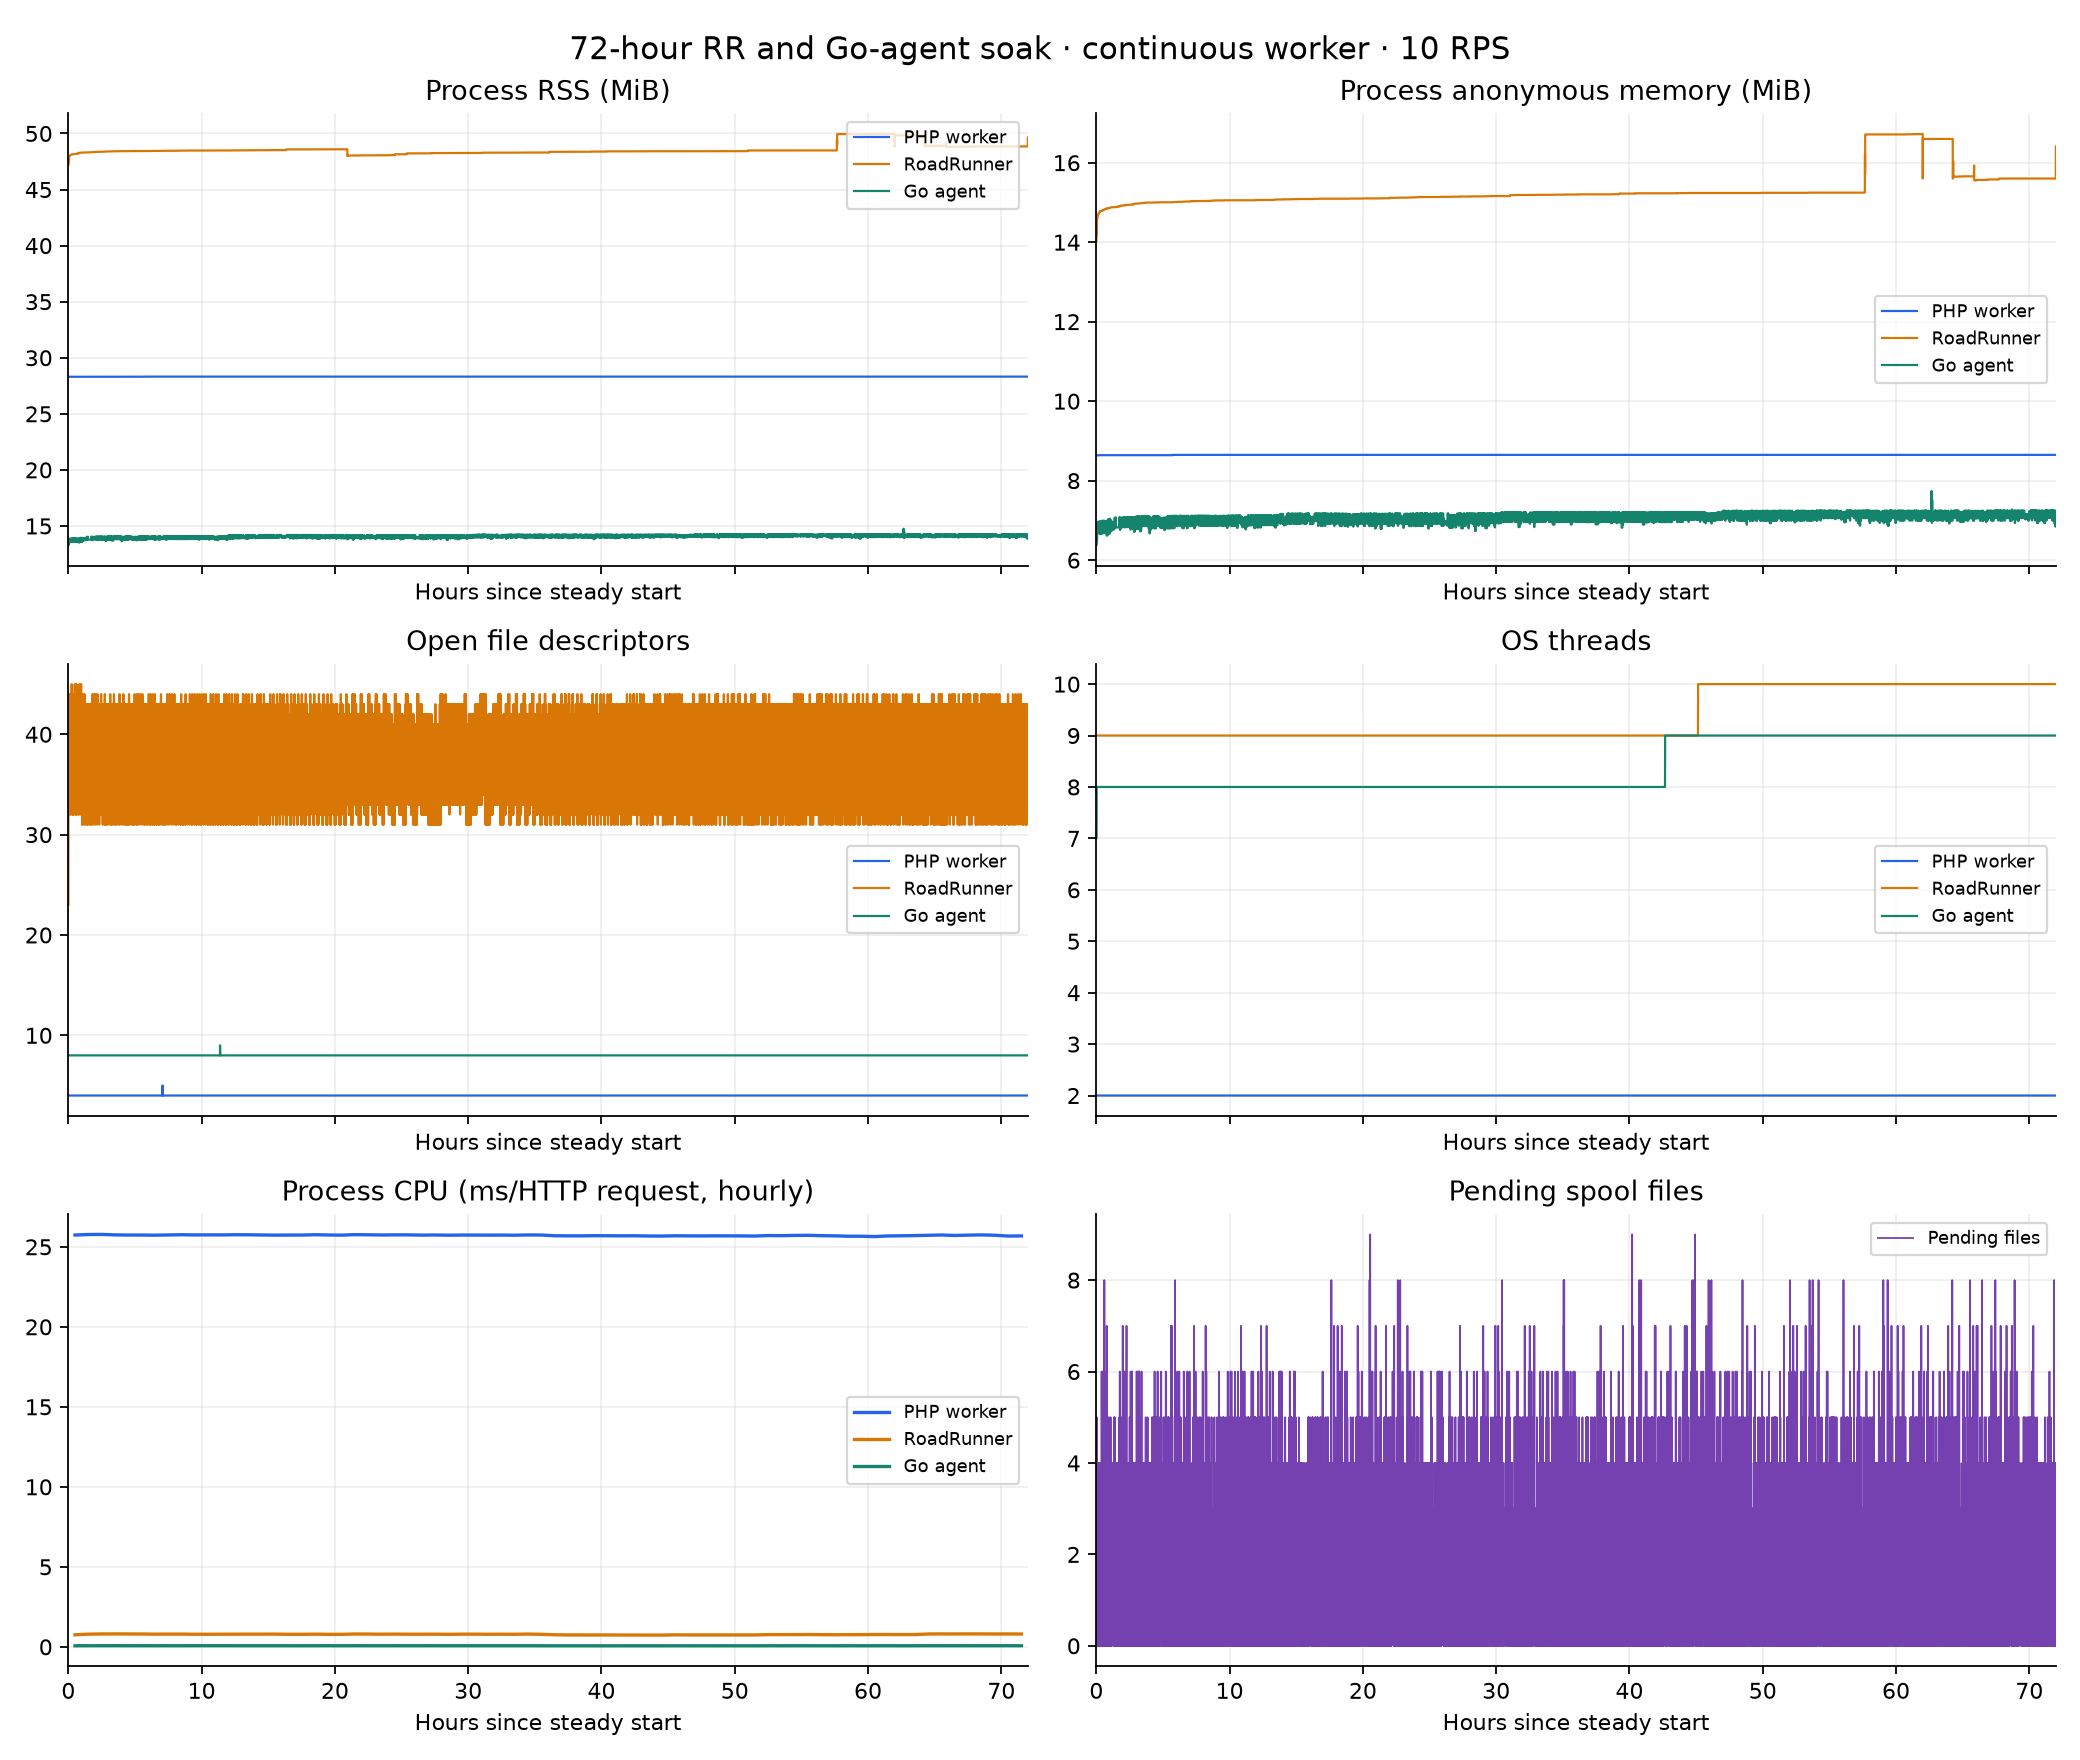 72-hour RR and Go-agent soak · continuous worker · 10 RPS
Process RSS (MiB)
50
45
40
35
30
25
20
15
PHP worker
RoadRunner
Go agent
Hours since steady start
Process anonymous memory (MiB)
16
14
12
10
8
6
PHP worker
RoadRunner
Go agent
Hours since steady start
Open file descriptors
40
30
20
10
PHP worker
RoadRunner
Go agent
Hours since steady start
OS threads
10
9
8
7
6
5
4
3
2
PHP worker
RoadRunner
Go agent
Hours since steady start
Process CPU (ms/HTTP request, hourly)
25
20
15
10
5
0
PHP worker
RoadRunner
Go agent
0 10 20 30 40 50 60 70
Hours since steady start
Pending spool files
8
6
4
2
0
Pending files
0 10 20 30 40 50 60 70
Hours since steady start